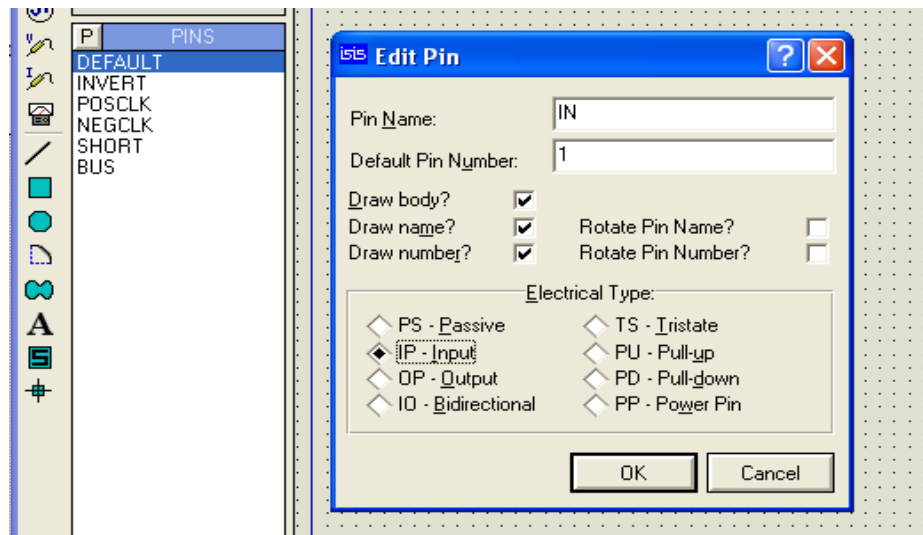 P PINS
DEFAULT
INVERT
POSCLK
NEGCLK
SHORT
BUS
A
S
isis Edit Pin ? X
Pin Name: IN
Default Pin Number: 1
Draw body?
Draw name? Rotate Pin Name?
Draw number? Rotate Pin Number?
Electrical Type:
PS - Passive TS - Tristate
IP - Input PU - Pull-up
OP - Output PD - Pull-down
IO - Bidirectional PP - Power Pin
OK Cancel